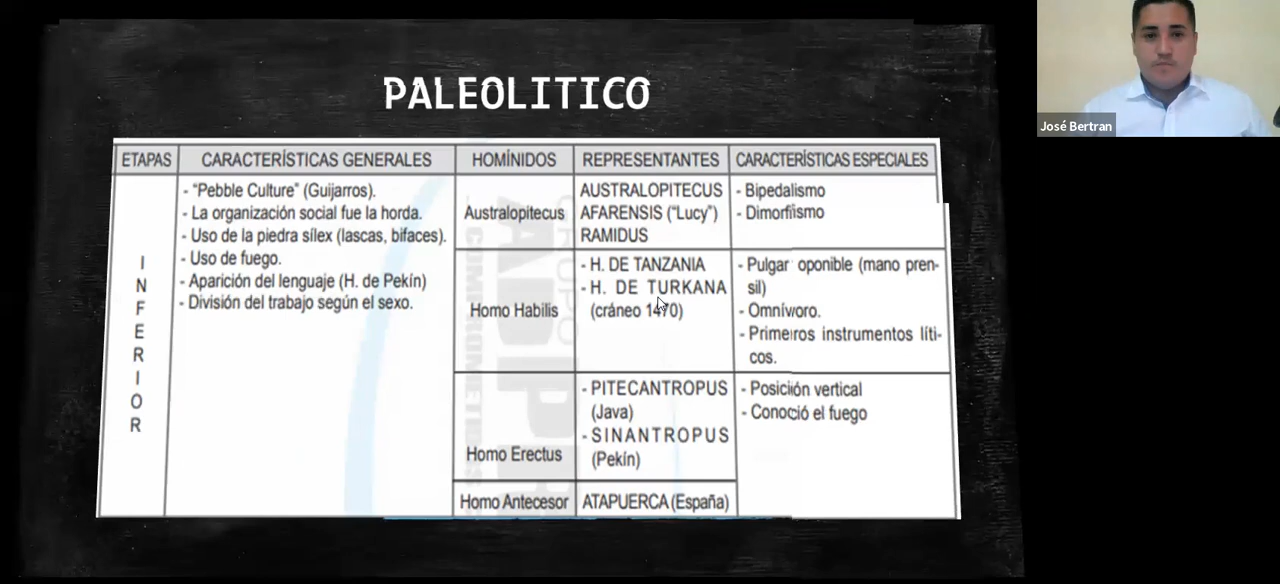 PALEOLITICO
José Bertran
ETAPAS
CARACTERÍSTICAS GENERALES
HOMÍNIDOS
REPRESENTANTES
CARACTERÍSTICAS ESPECIALES
INFERIOR
- "Pebble Culture" (Guijarros).
- La organización social fue la horda.
- Uso de la piedra sílex (lascas, bifaces).
- Uso de fuego.
- Aparición del lenguaje (H. de Pekín)
- División del trabajo según el sexo.
Australopitecus
AUSTRALOPITECUS
AFARENSIS ("Lucy")
RAMIDUS
- Bipedalismo
- Dimorfiismo
Homo Habilis
- H. DE TANZANIA
- H. DE TURKANA
(cráneo 1470)
- Pulgar oponible (mano pren-
sil)
- Omnívoro.
- Primeros instrumentos líti-
cos.
Homo Erectus
- PITECANTROPUS
(Java)
- SINANTROPUS
(Pekín)
- Posición vertical
- Conoció el fuego
Homo Antecesor
ATAPUERCA (España)